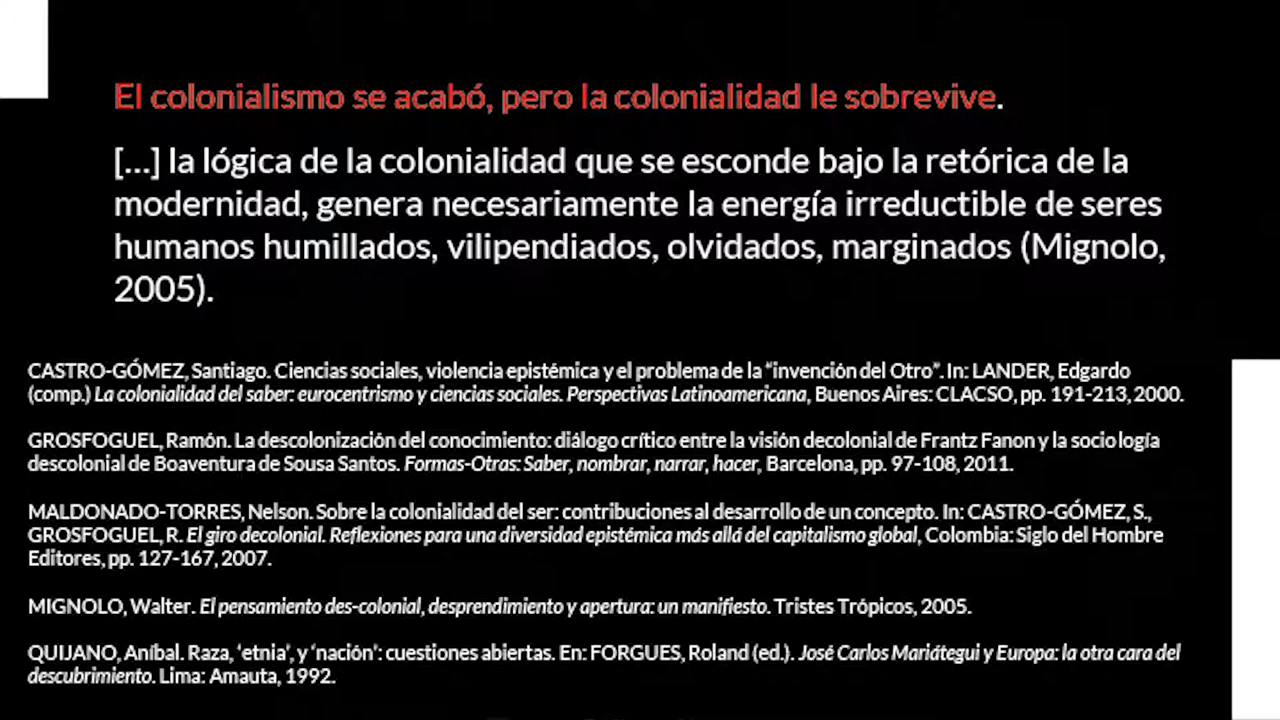 El colonialismo se acabó, pero la colonialidad le sobrevive.
[...] la lógica de la colonialidad que se esconde bajo la retórica de la
modernidad, genera necesariamente la energía irreductible de seres
humanos humillados, vilipendiados, olvidados, marginados (Mignolo,
2005).
CASTRO-GÓMEZ, Santiago. Ciencias sociales, violencia epistémica y el problema de la “invención del Otro”. In: LANDER, Edgardo
(comp.) La colonialidad del saber: eurocentrismo y ciencias sociales. Perspectivas Latinoamericana, Buenos Aires: CLACSO, pp. 191-213, 2000.
GROSFOGUEL, Ramón. La descolonización del conocimiento: diálogo crítico entre la visión decolonial de Frantz Fanon y la sociología
descolonial de Boaventura de Sousa Santos. Formas-Otras: Saber, nombrar, narrar, hacer, Barcelona, pp. 97-108, 2011.
MALDONADO-TORRES, Nelson. Sobre la colonialidad del ser: contribuciones al desarrollo de un concepto. In: CASTRO-GÓMEZ, S.,
GROSFOGUEL, R. El giro decolonial. Reflexiones para una diversidad epistémica más allá del capitalismo global, Colombia: Siglo del Hombre
Editores, pp. 127-167, 2007.
MIGNOLO, Walter. El pensamiento des-colonial, desprendimiento y apertura: un manifiesto. Tristes Trópicos, 2005.
QUIJANO, Aníbal. Raza, ‘etnia’, y ‘nación’: cuestiones abiertas. En: FORGUES, Roland (ed.). José Carlos Mariátegui y Europa: la otra cara del
descubrimiento. Lima: Amauta, 1992.